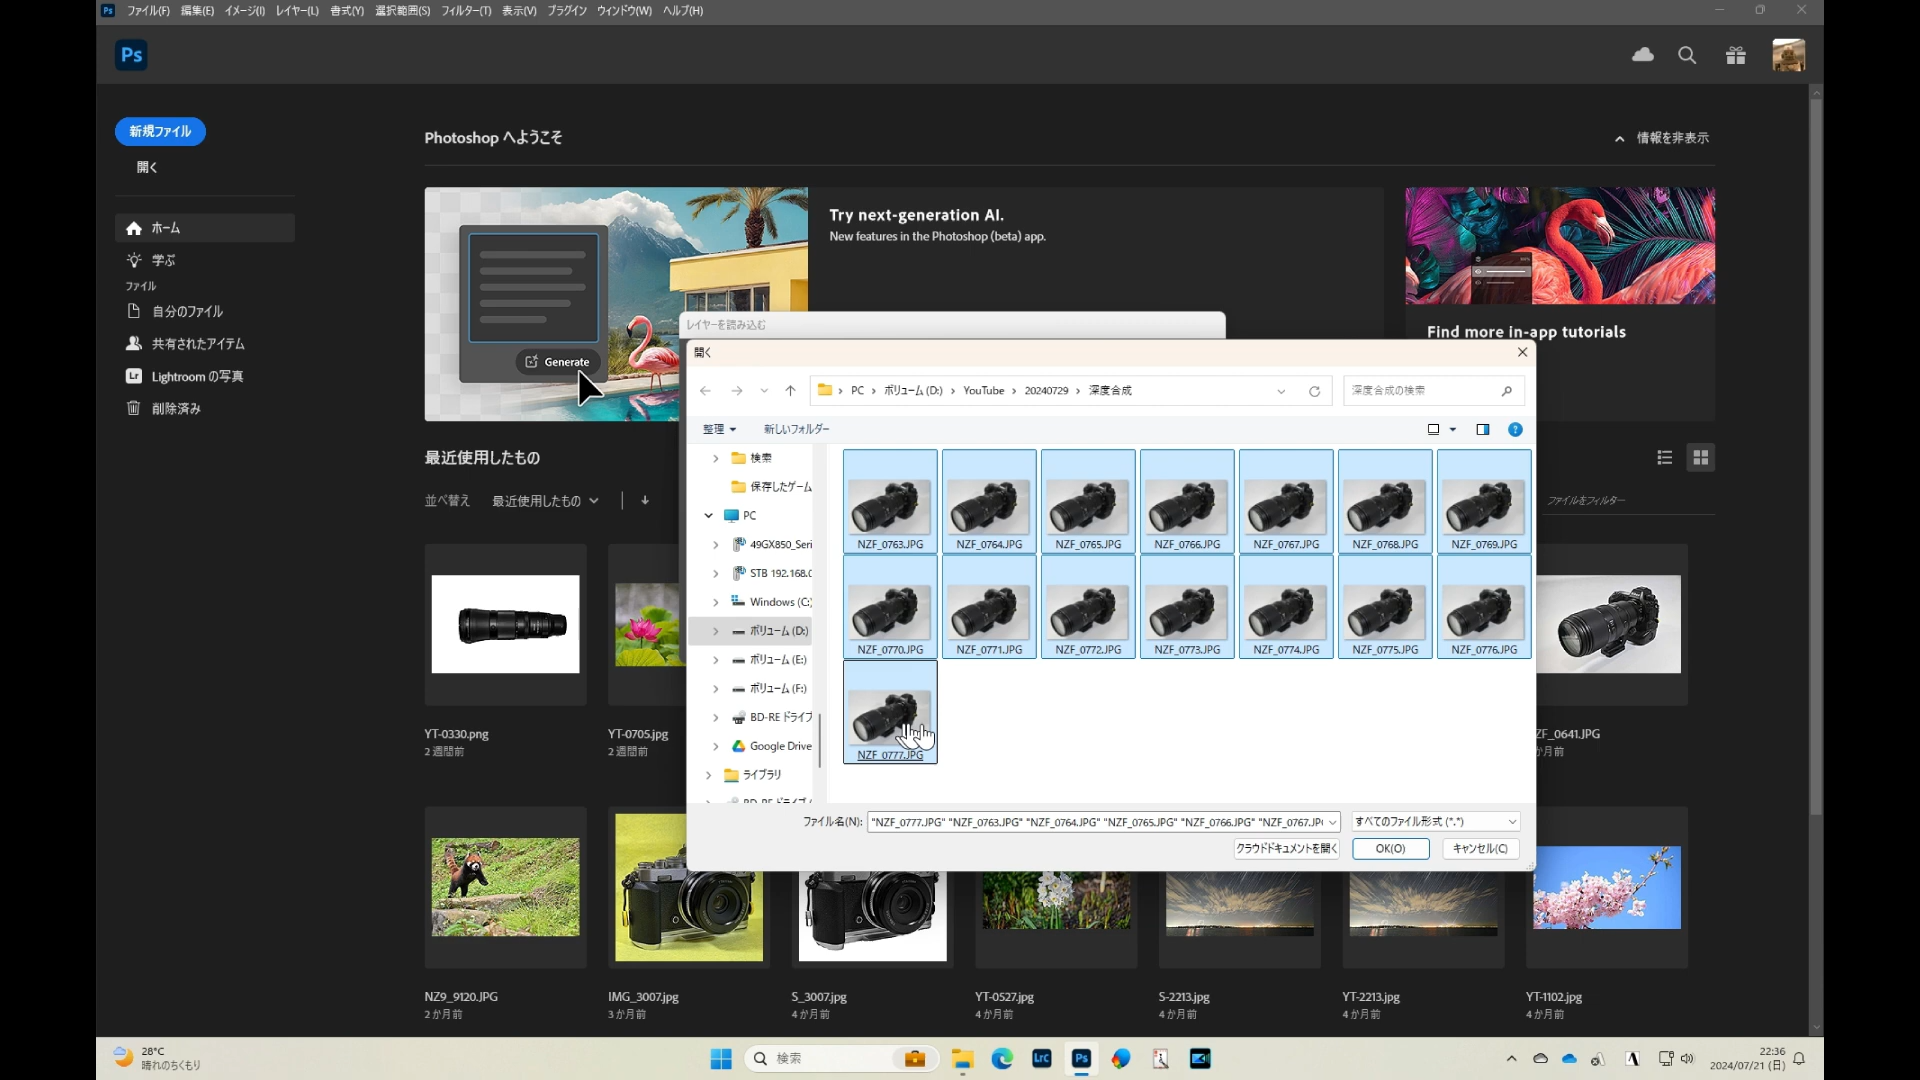 Ps ファイル(F) 編集(E) イメージ(I) レイヤー(L) 書式(Y) 選択範囲(S) フィルター(T) 表示(V) プラグイン ウィンドウ(W) ヘルプ(H)
Ps
新規ファイル
開く
ホーム
学ぶ
ファイル
自分のファイル
共有されたアイテム
Lr Lightroom の写真
削除済み
Photoshop へようこそ
情報を非表示
Try next-generation AI.
New features in the Photoshop (beta) app.
Generate
Find more in-app tutorials
最近使用したもの
並べ替え 最近使用したもの
ファイルをフィルター
レイヤーを読み込む
開く
PC ボリューム (D:) YouTube 20240729 深度合成
深度合成の検索
整理 新しいフォルダー
検索
保存したゲーム
PC
49GX850_Seri
STB 192.168.0
Windows (C:)
ボリューム (D:)
ボリューム (E:)
ボリューム (F:)
BD-RE ドライブ
Google Drive
ライブラリ
BD-RE ドライブ (
NZF_0763.JPG NZF_0764.JPG NZF_0765.JPG NZF_0766.JPG NZF_0767.JPG NZF_0768.JPG NZF_0769.JPG
NZF_0770.JPG NZF_0771.JPG NZF_0772.JPG NZF_0773.JPG NZF_0774.JPG NZF_0775.JPG NZF_0776.JPG
NZF_0777.JPG
ファイル名(N): "NZF_0777.JPG" "NZF_0763.JPG" "NZF_0764.JPG" "NZF_0765.JPG" "NZF_0766.JPG" "NZF_0767.JPG
すべてのファイル形式 (*.*)
クラウドドキュメントを開く OK(O) キャンセル(C)
YT-0330.png
2 週間前
YT-0705.jpg
2 週間前
ZF_0641.JPG
か月前
NZ9_9120.JPG
2 か月前
IMG_3007.jpg
3 か月前
S_3007.jpg
4 か月前
YT-0527.jpg
4 か月前
S-2213.jpg
4 か月前
YT-2213.jpg
4 か月前
YT-1102.jpg
4 か月前
28°C
晴れのちくもり
検索
LrC
Ps
A
22:36
2024/07/21 (日)